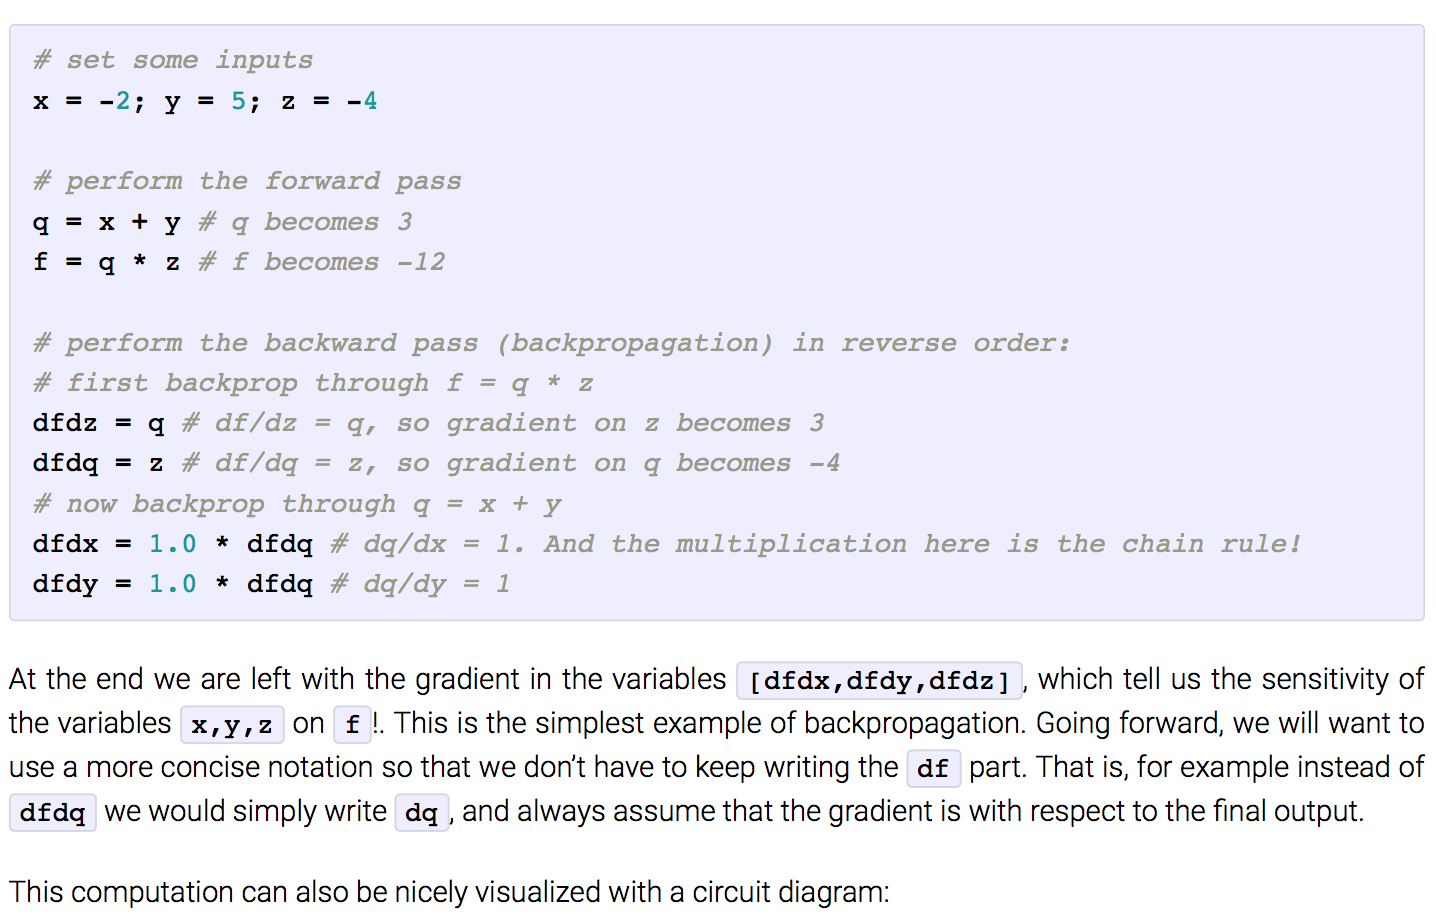 # set some inputs
x = -2; y = 5; z = -4
# perform the forward pass
q = x + y # q becomes 3
f = q * z # f becomes -12
# perform the backward pass (backpropagation) in reverse order:
# first backprop through f = q * z
dfdz = q # df/dz = q, so gradient on z becomes 3
dfdq = z # df/dq = z, so gradient on q becomes -4
# now backprop through q = x + y
dfdx = 1.0 * dfdq # dq/dx = 1. And the multiplication here is the chain rule!
dfdy = 1.0 * dfdq # dq/dy = 1
At the end we are left with the gradient in the variables [dfdx,dfdy,dfdz], which tell us the sensitivity of
the variables x,y,z on f!. This is the simplest example of backpropagation. Going forward, we will want to
use a more concise notation so that we don't have to keep writing the df part. That is, for example instead of
dfdq we would simply write dq, and always assume that the gradient is with respect to the final output.
This computation can also be nicely visualized with a circuit diagram: